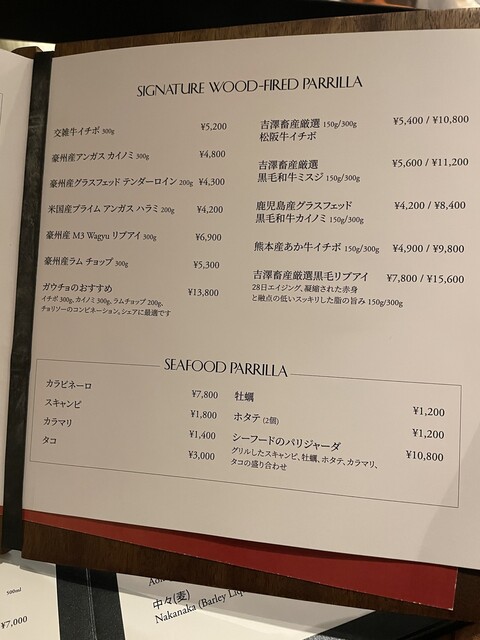 SIGNATURE WOOD-FIRED PARRILLA
交雑牛イチボ 300g ¥5,200
豪州産アンガス カイノミ 300g ¥4,800
豪州産グラスフェッド テンダーロイン 200g ¥4,300
米国産プライム アンガス ハラミ 200g ¥4,200
豪州産 M3 Wagyu リブアイ 300g ¥6,900
豪州産ラム チョップ 300g ¥5,300
ガウチョのおすすめ ¥13,800
イチボ 300g, カイノミ 300g, ラムチョップ 200g,
チョリソーのコンビネーション, シェアに最適です
吉澤畜産厳選 150g/300g ¥5,400 / ¥10,800
松阪牛イチボ
吉澤畜産厳選 ¥5,600 / ¥11,200
黒毛和牛ミスジ 150g/300g
鹿児島産グラスフェッド ¥4,200 / ¥8,400
黒毛和牛カイノミ 150g/300g
熊本産あか牛イチボ 150g/300g ¥4,900 / ¥9,800
吉澤畜産厳選黒毛リブアイ ¥7,800 / ¥15,600
28日エイジング、凝縮された赤身
と融点の低いスッキリした脂の旨み 150g/300g
SEAFOOD PARRILLA
カラビネーロ ¥7,800
スキャンピ ¥1,800
カラマリ ¥1,400
タコ ¥3,000
牡蠣 ¥1,200
ホタテ (2個) ¥1,200
シーフードのパリジャーダ ¥10,800
グリルしたスキャンピ、牡蠣、ホタテ、カラマリ、
タコの盛り合わせ
500ml
¥7,000
中々(麦)
Nakanaka (Barley